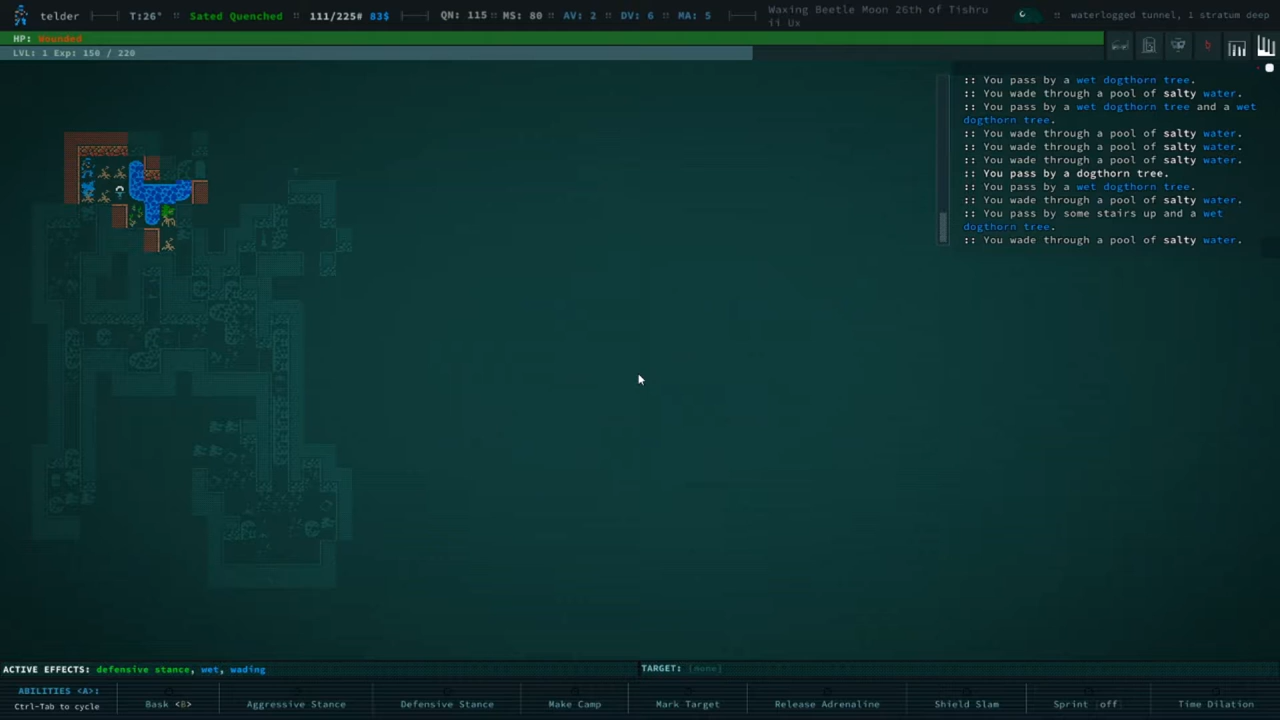 telder T:26° Sated Quenched 111/225# 83$ QN: 115 MS: 80 AV: 2 DV: 6 MA: 5 Waxing Beetle Moon 26th of Tishru waterlogged tunnel, 1 stratum deep
ii Ux
HP: Wounded
LVL: 1 Exp: 150 / 220
:: You pass by a wet dogthorn tree.
:: You wade through a pool of salty water.
:: You pass by a wet dogthorn tree and a wet
dogthorn tree.
:: You wade through a pool of salty water.
:: You wade through a pool of salty water.
:: You wade through a pool of salty water.
:: You pass by a dogthorn tree.
:: You pass by a wet dogthorn tree.
:: You wade through a pool of salty water.
:: You pass by some stairs up and a wet
dogthorn tree.
:: You wade through a pool of salty water.
ACTIVE EFFECTS: defensive stance, wet, wading TARGET: [none]
ABILITIES <A>:
Ctrl-Tab to cycle Bask <8> Aggressive Stance Defensive Stance Make Camp Mark Target Release Adrenaline Shield Slam Sprint [off] Time Dilation